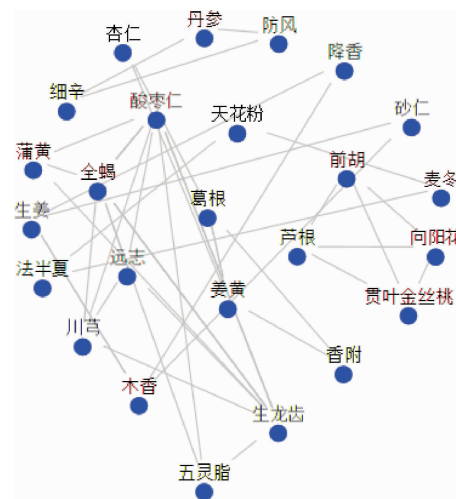 丹参
防风
杏仁
降香
细辛
酸枣仁
天花粉
砂仁
蒲黄
全蝎
前胡
麦冬
生姜
葛根
芦根
向阳花
法半夏
远志
姜黄
贯叶金丝桃
川芎
香附
木香
生龙齿
五灵脂